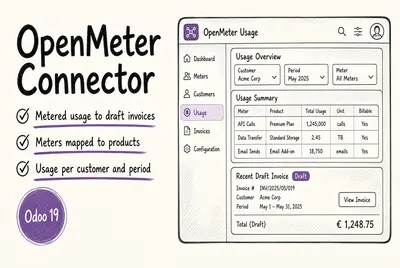 OpenMeter
Connector
Metered usage to draft invoices
Meters mapped to products
Usage per customer and period
Odoo 19
OpenMeter Usage
Dashboard
Meters
Customers
Usage
Invoices
Configuration
Usage Overview
Customer
Acme Corp
Period
May 2025
Meter
All Meters
Usage Summary
Meter Product Total Usage Unit Billable
API Calls Premium Plan 1,245,000 calls Yes
Data Transfer Standard Storage 2.45 TB Yes
Email Sends Email Add-on 18,750 emails Yes
Recent Draft Invoice Draft
Invoice # INV/2025/05/019
Customer Acme Corp
Period May 1 – May 31, 2025
View Invoice
Total (Draft) € 1,248.75